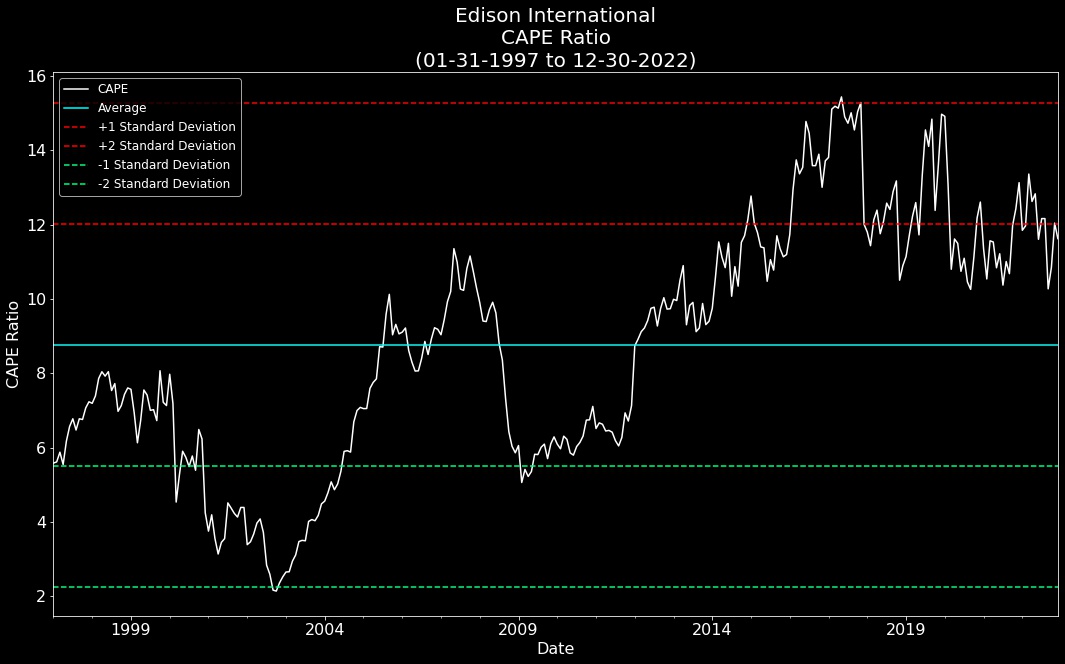 Edison International
CAPE Ratio
(01-31-1997 to 12-30-2022)
CAPE
Average
+1 Standard Deviation
+2 Standard Deviation
-1 Standard Deviation
-2 Standard Deviation
CAPE Ratio
16
14
12
10
8
6
4
2
1999 2004 2009 2014 2019
Date